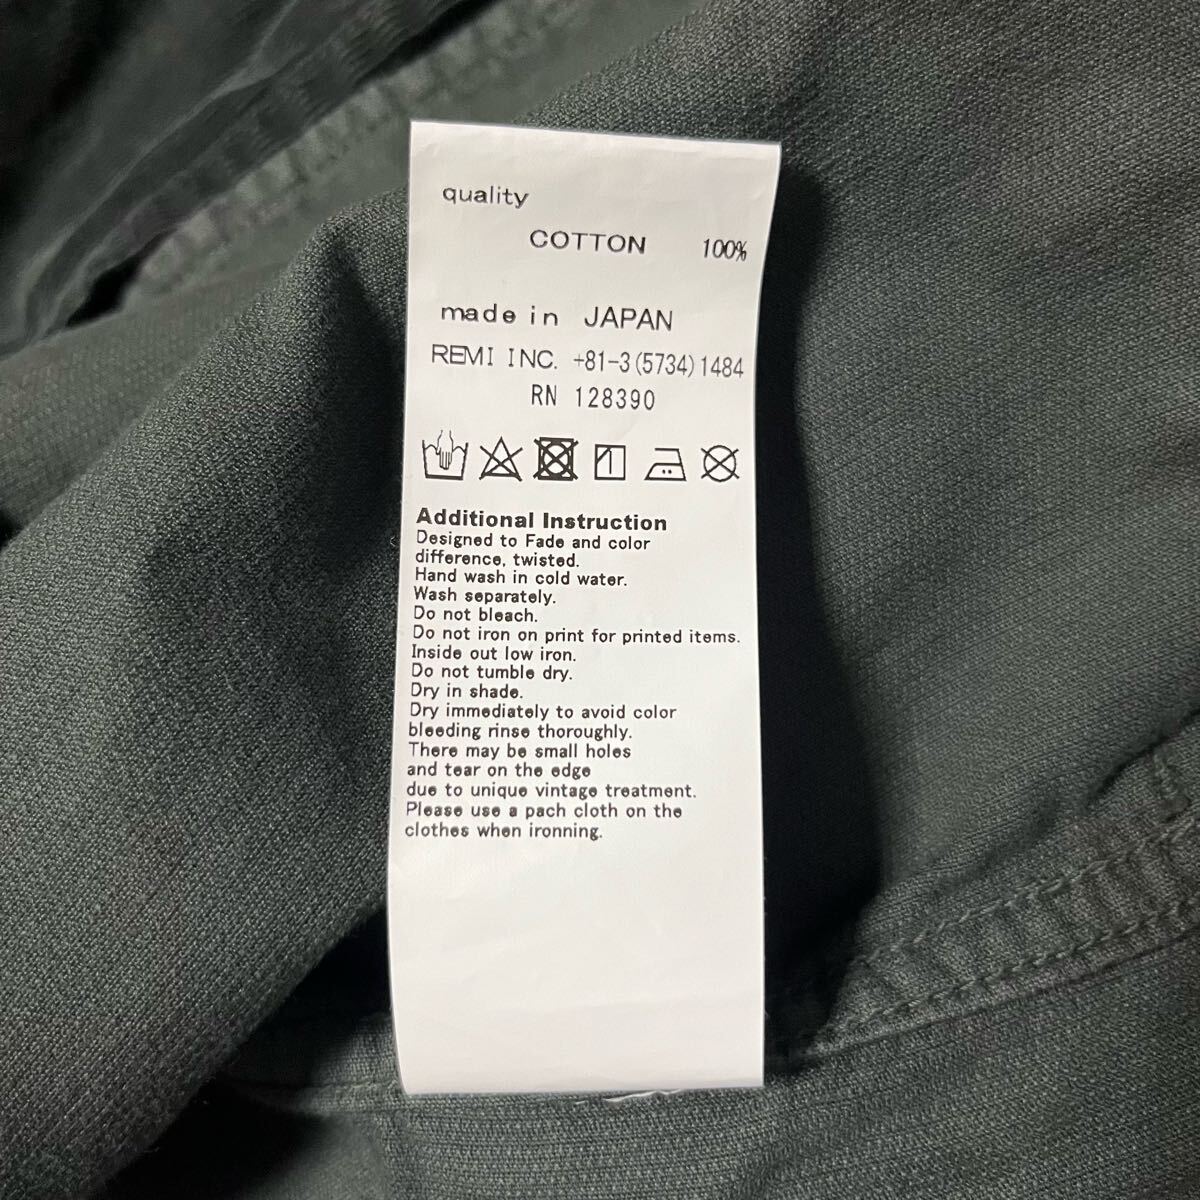 quality
COTTON 100%
made in JAPAN
REMI INC. +81-3(5734)1484
RN 128390
Additional Instruction
Designed to Fade and color
difference, twisted.
Hand wash in cold water.
Wash separately.
Do not bleach.
Do not iron on print for printed items.
Inside out low iron.
Do not tumble dry.
Dry in shade.
Dry immediately to avoid color
bleeding rinse thoroughly.
There may be small holes
and tear on the edge
due to unique vintage treatment.
Please use a pach cloth on the
clothes when ironning.